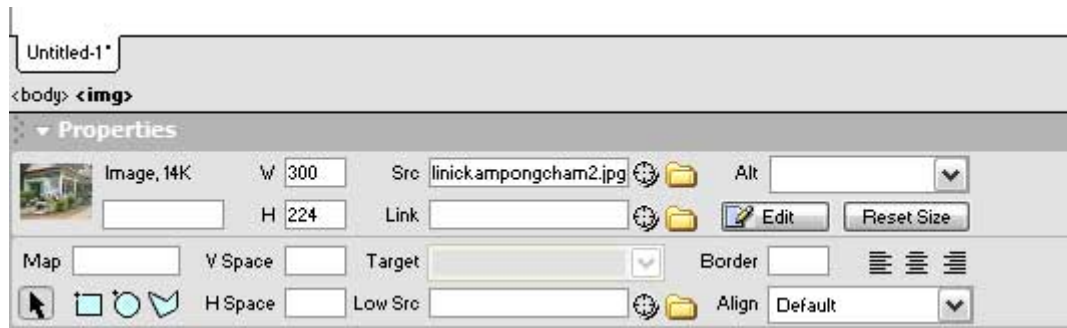 Untitled-1*
<body> <img>
Properties
Image, 14K W 300 Src linickampongcham2.jpg Alt
H 224 Link Edit Reset Size
Map V Space Target Border
H Space Low Src Align Default